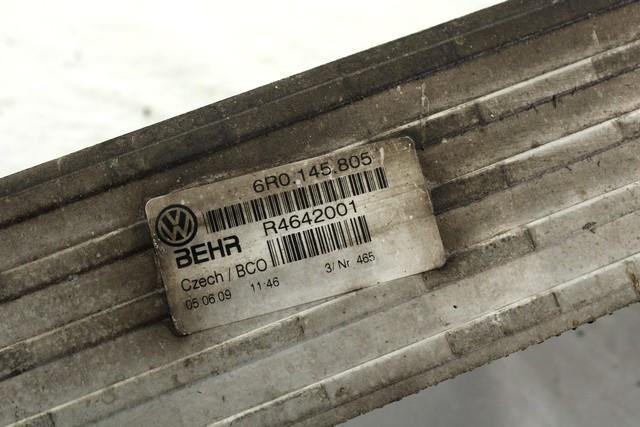 6R0.145.805
R4642001
BEHR
Czech / BCO
3/ Nr 465
05.06.09 11:46